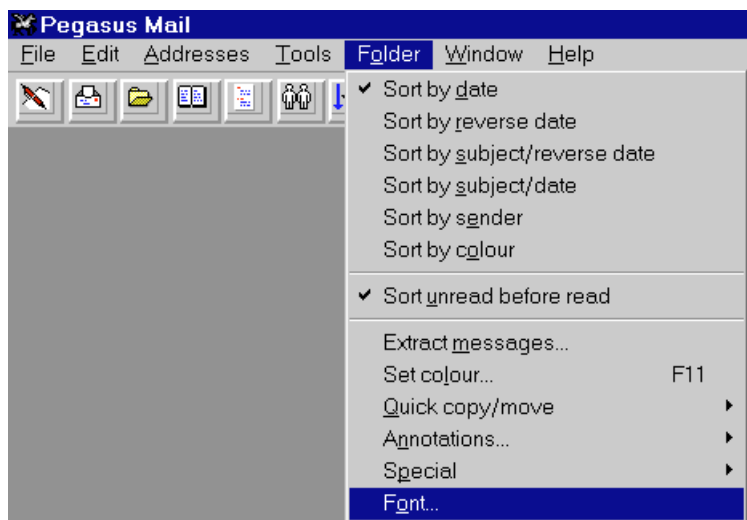 Pegasus Mail
File Edit Addresses Tools Folder Window Help
Sort by date
Sort by reverse date
Sort by subject/reverse date
Sort by subject/date
Sort by sender
Sort by colour
Sort unread before read
Extract messages...
Set colour... F11
Quick copy/move
Annotations...
Special
Font...